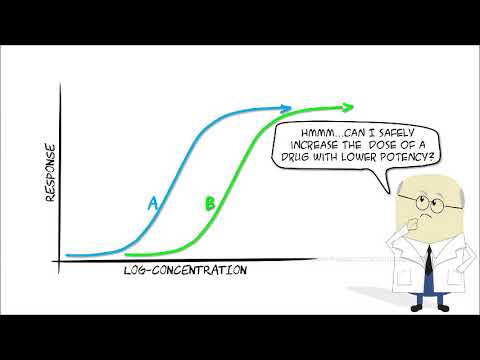 RESPONSE
A
B
LOG-CONCENTRATION
HMMM...CAN I SAFELY
INCREASE THE DOSE OF A
DRUG WITH LOWER POTENCY?